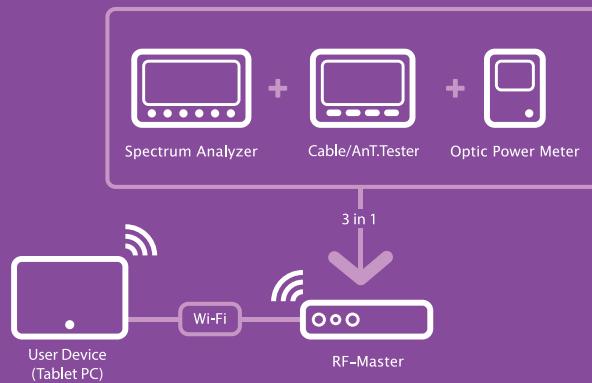 Spectrum Analyzer
Cable/AnT.Tester
Optic Power Meter
3 in 1
Wi-Fi
User Device
(Tablet PC)
RF-Master